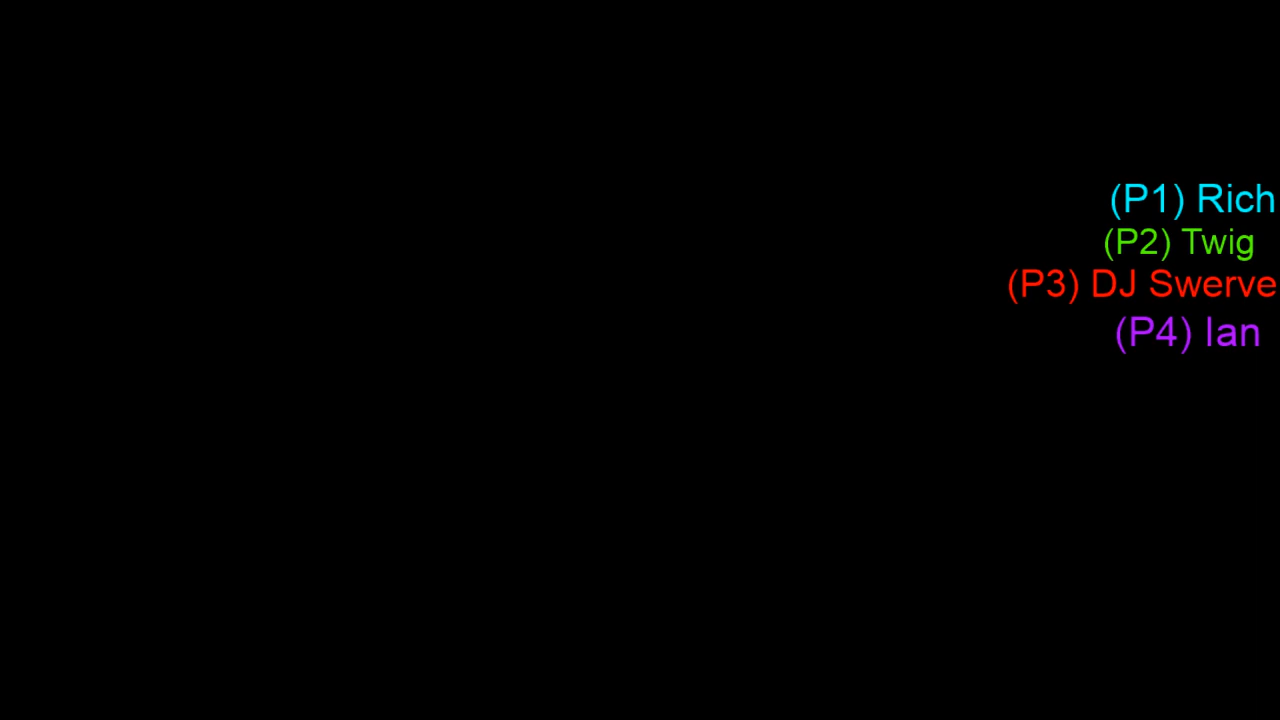 (P1) Rich
(P2) Twig
(P3) DJ Swerve
(P4) Ian